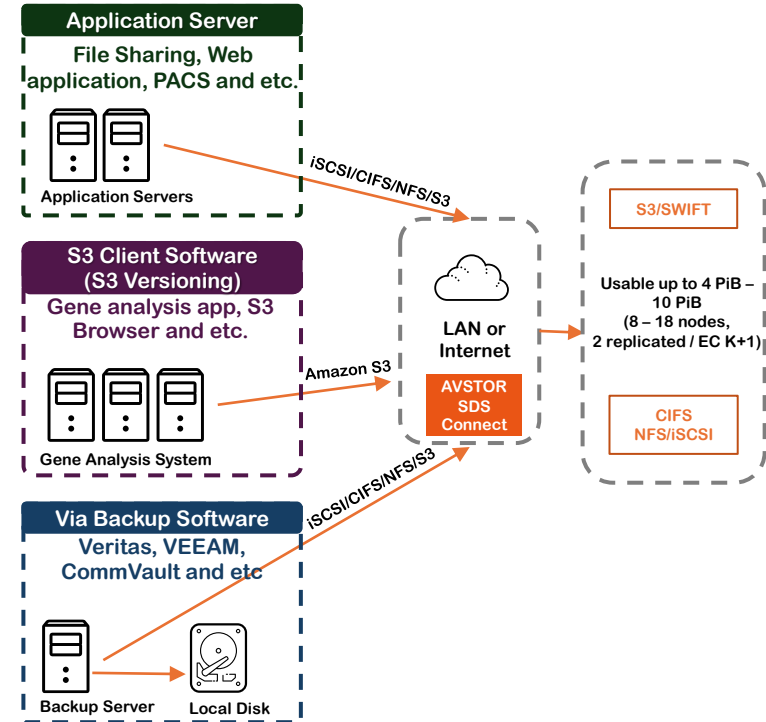 Application Server
File Sharing, Web
application, PACS and etc.
Application Servers
iSCSI/CIFS/NFS/S3
S3 Client Software
(S3 Versioning)
Gene analysis app, S3
Browser and etc.
Gene Analysis System
Amazon S3
Via Backup Software
Veritas, VEEAM,
CommVault and etc
Backup Server
Local Disk
iSCSI/CIFS/NFS/S3
LAN or
Internet
AVSTOR
SDS
Connect
S3/SWIFT
Usable up to 4 PiB –
10 PiB
(8 – 18 nodes,
2 replicated / EC K+1)
CIFS
NFS/iSCSI